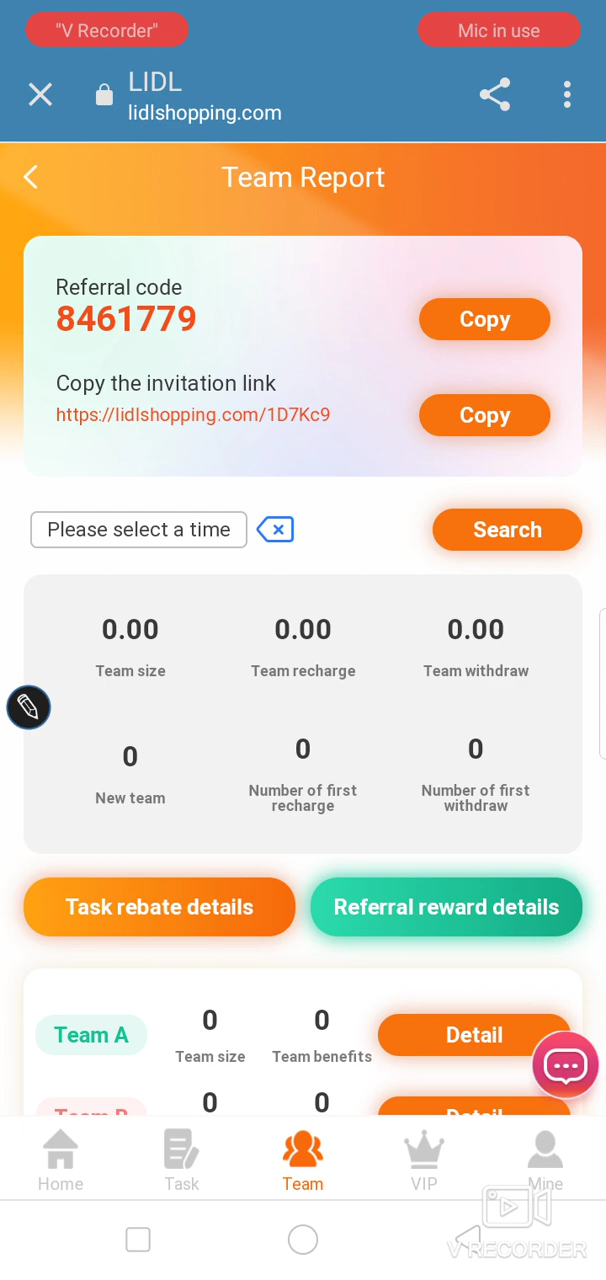 "V Recorder"
Mic in use
LIDL
lidlshopping.com
Team Report
Referral code
8461779
Copy
Copy the invitation link
https://lidlshopping.com/1D7Kc9
Copy
Please select a time
Search
0.00
0.00
0.00
Team size
Team recharge
Team withdraw
0
0
0
New team
Number of first
recharge
Number of first
withdraw
Task rebate details
Referral reward details
Team A
0
0
Team size
Team benefits
Detail
Team B
0
0
Detail
Home
Task
Team
VIP
Mine
V RECORDER